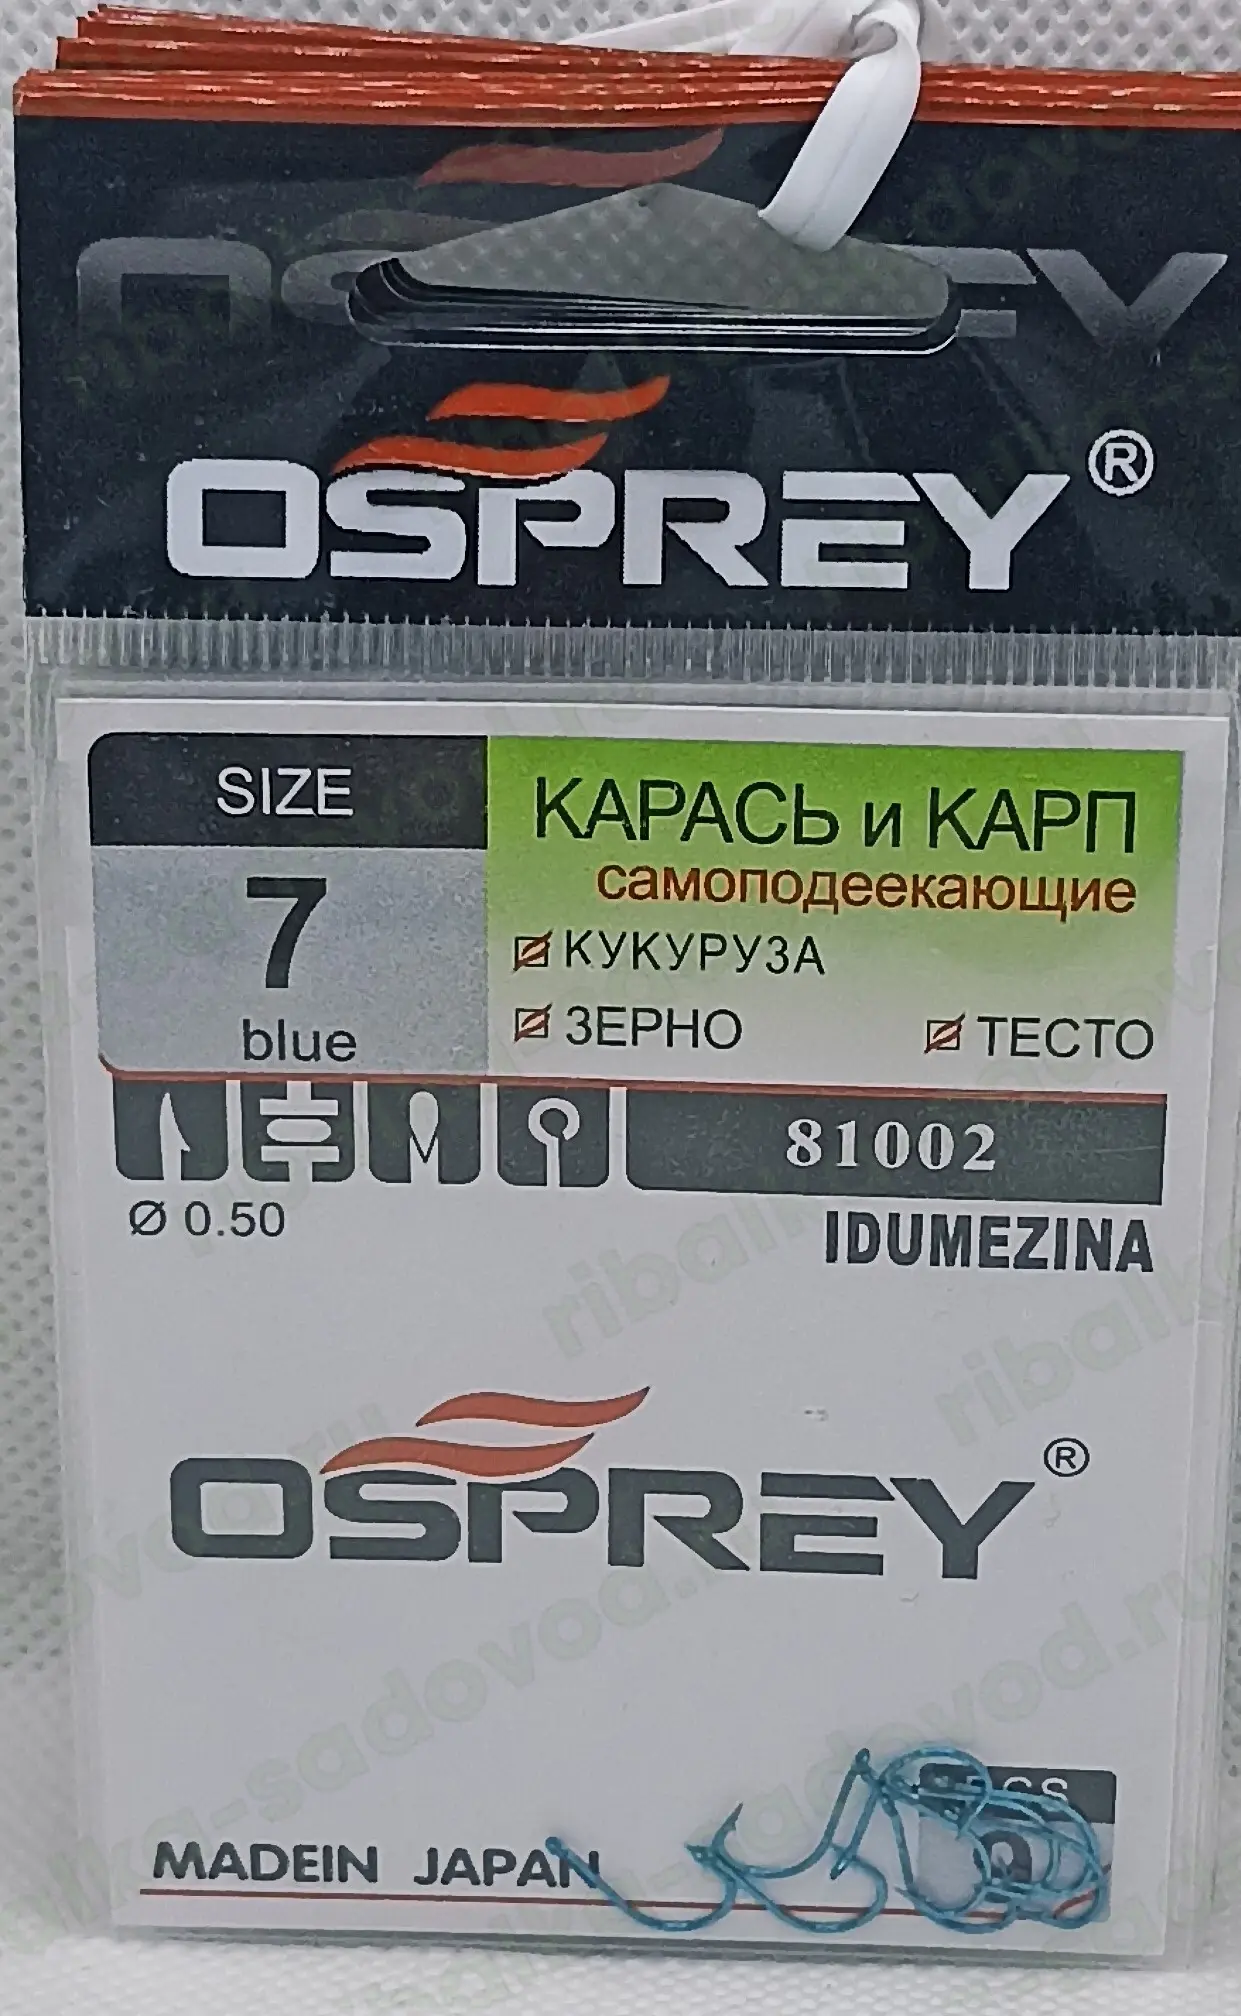 OSPREY®
SIZE
7
blue
КАРАСЬ и КАРП
самоподеекающие
КУКУРУЗА
ЗЕРНО
ТЕСТО
81002
Ø 0.50
IDUMEZINA
OSPREY®
MADEIN JAPAN